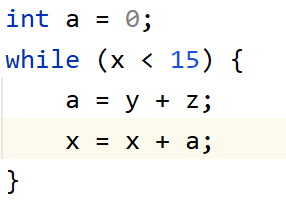 int a = 0;
while (x < 15) {
    a = y + z;
    x = x + a;
}